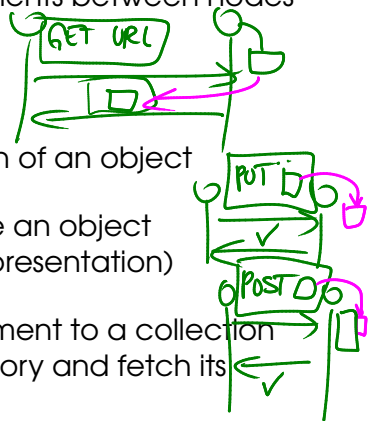 ments between nodes
GET URL
n of an object
PUT
e an object
presentation)
POST
ment to a collection
ory and fetch its